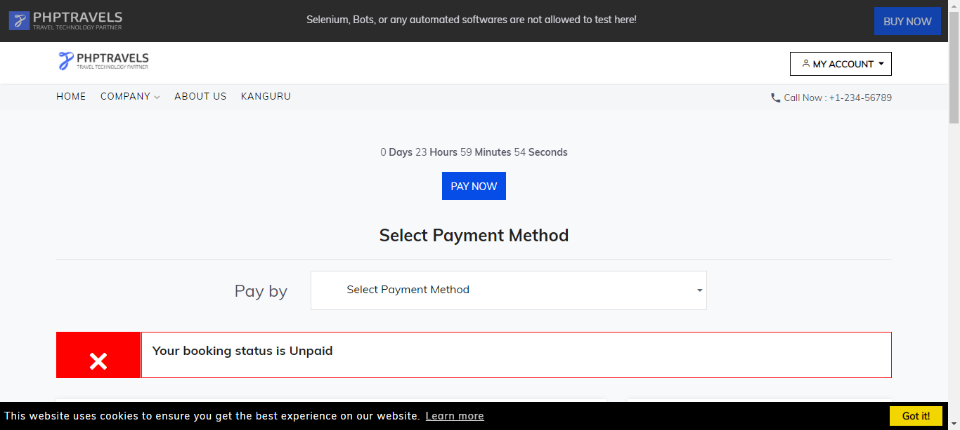 PHPTRAVELS
TRAVEL TECHNOLOGY PARTNER
Selenium, Bots, or any automated softwares are not allowed to test here!
BUY NOW
PHPTRAVELS
TRAVEL TECHNOLOGY PARTNER
MY ACCOUNT
HOME COMPANY ABOUT US KANGURU
Call Now : +1-234-56789
0 Days 23 Hours 59 Minutes 54 Seconds
PAY NOW
Select Payment Method
Pay by
Select Payment Method
Your booking status is Unpaid
This website uses cookies to ensure you get the best experience on our website. Learn more
Got it!